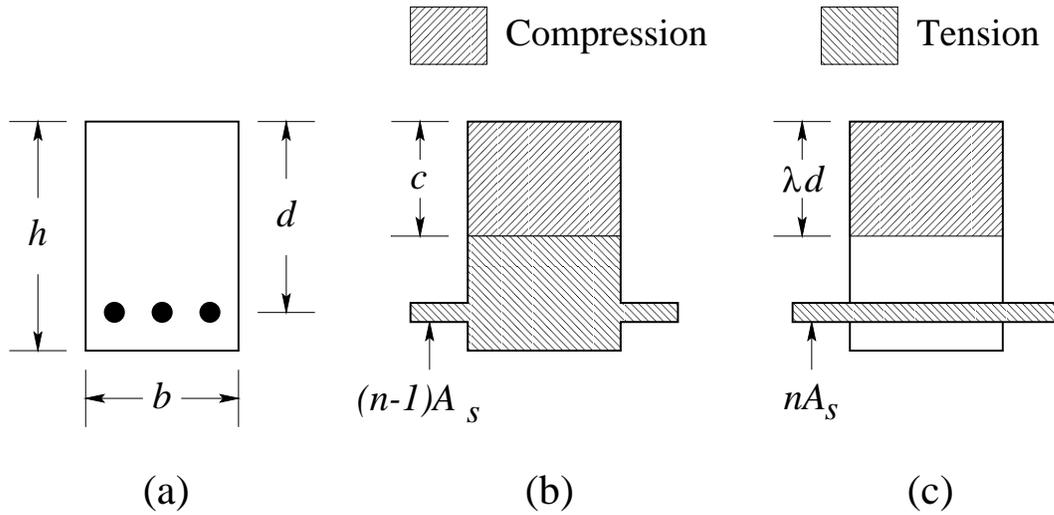 Compression
Tension
h
d
b
c
(n-1)A s
λd
nAs
(a)
(b)
(c)